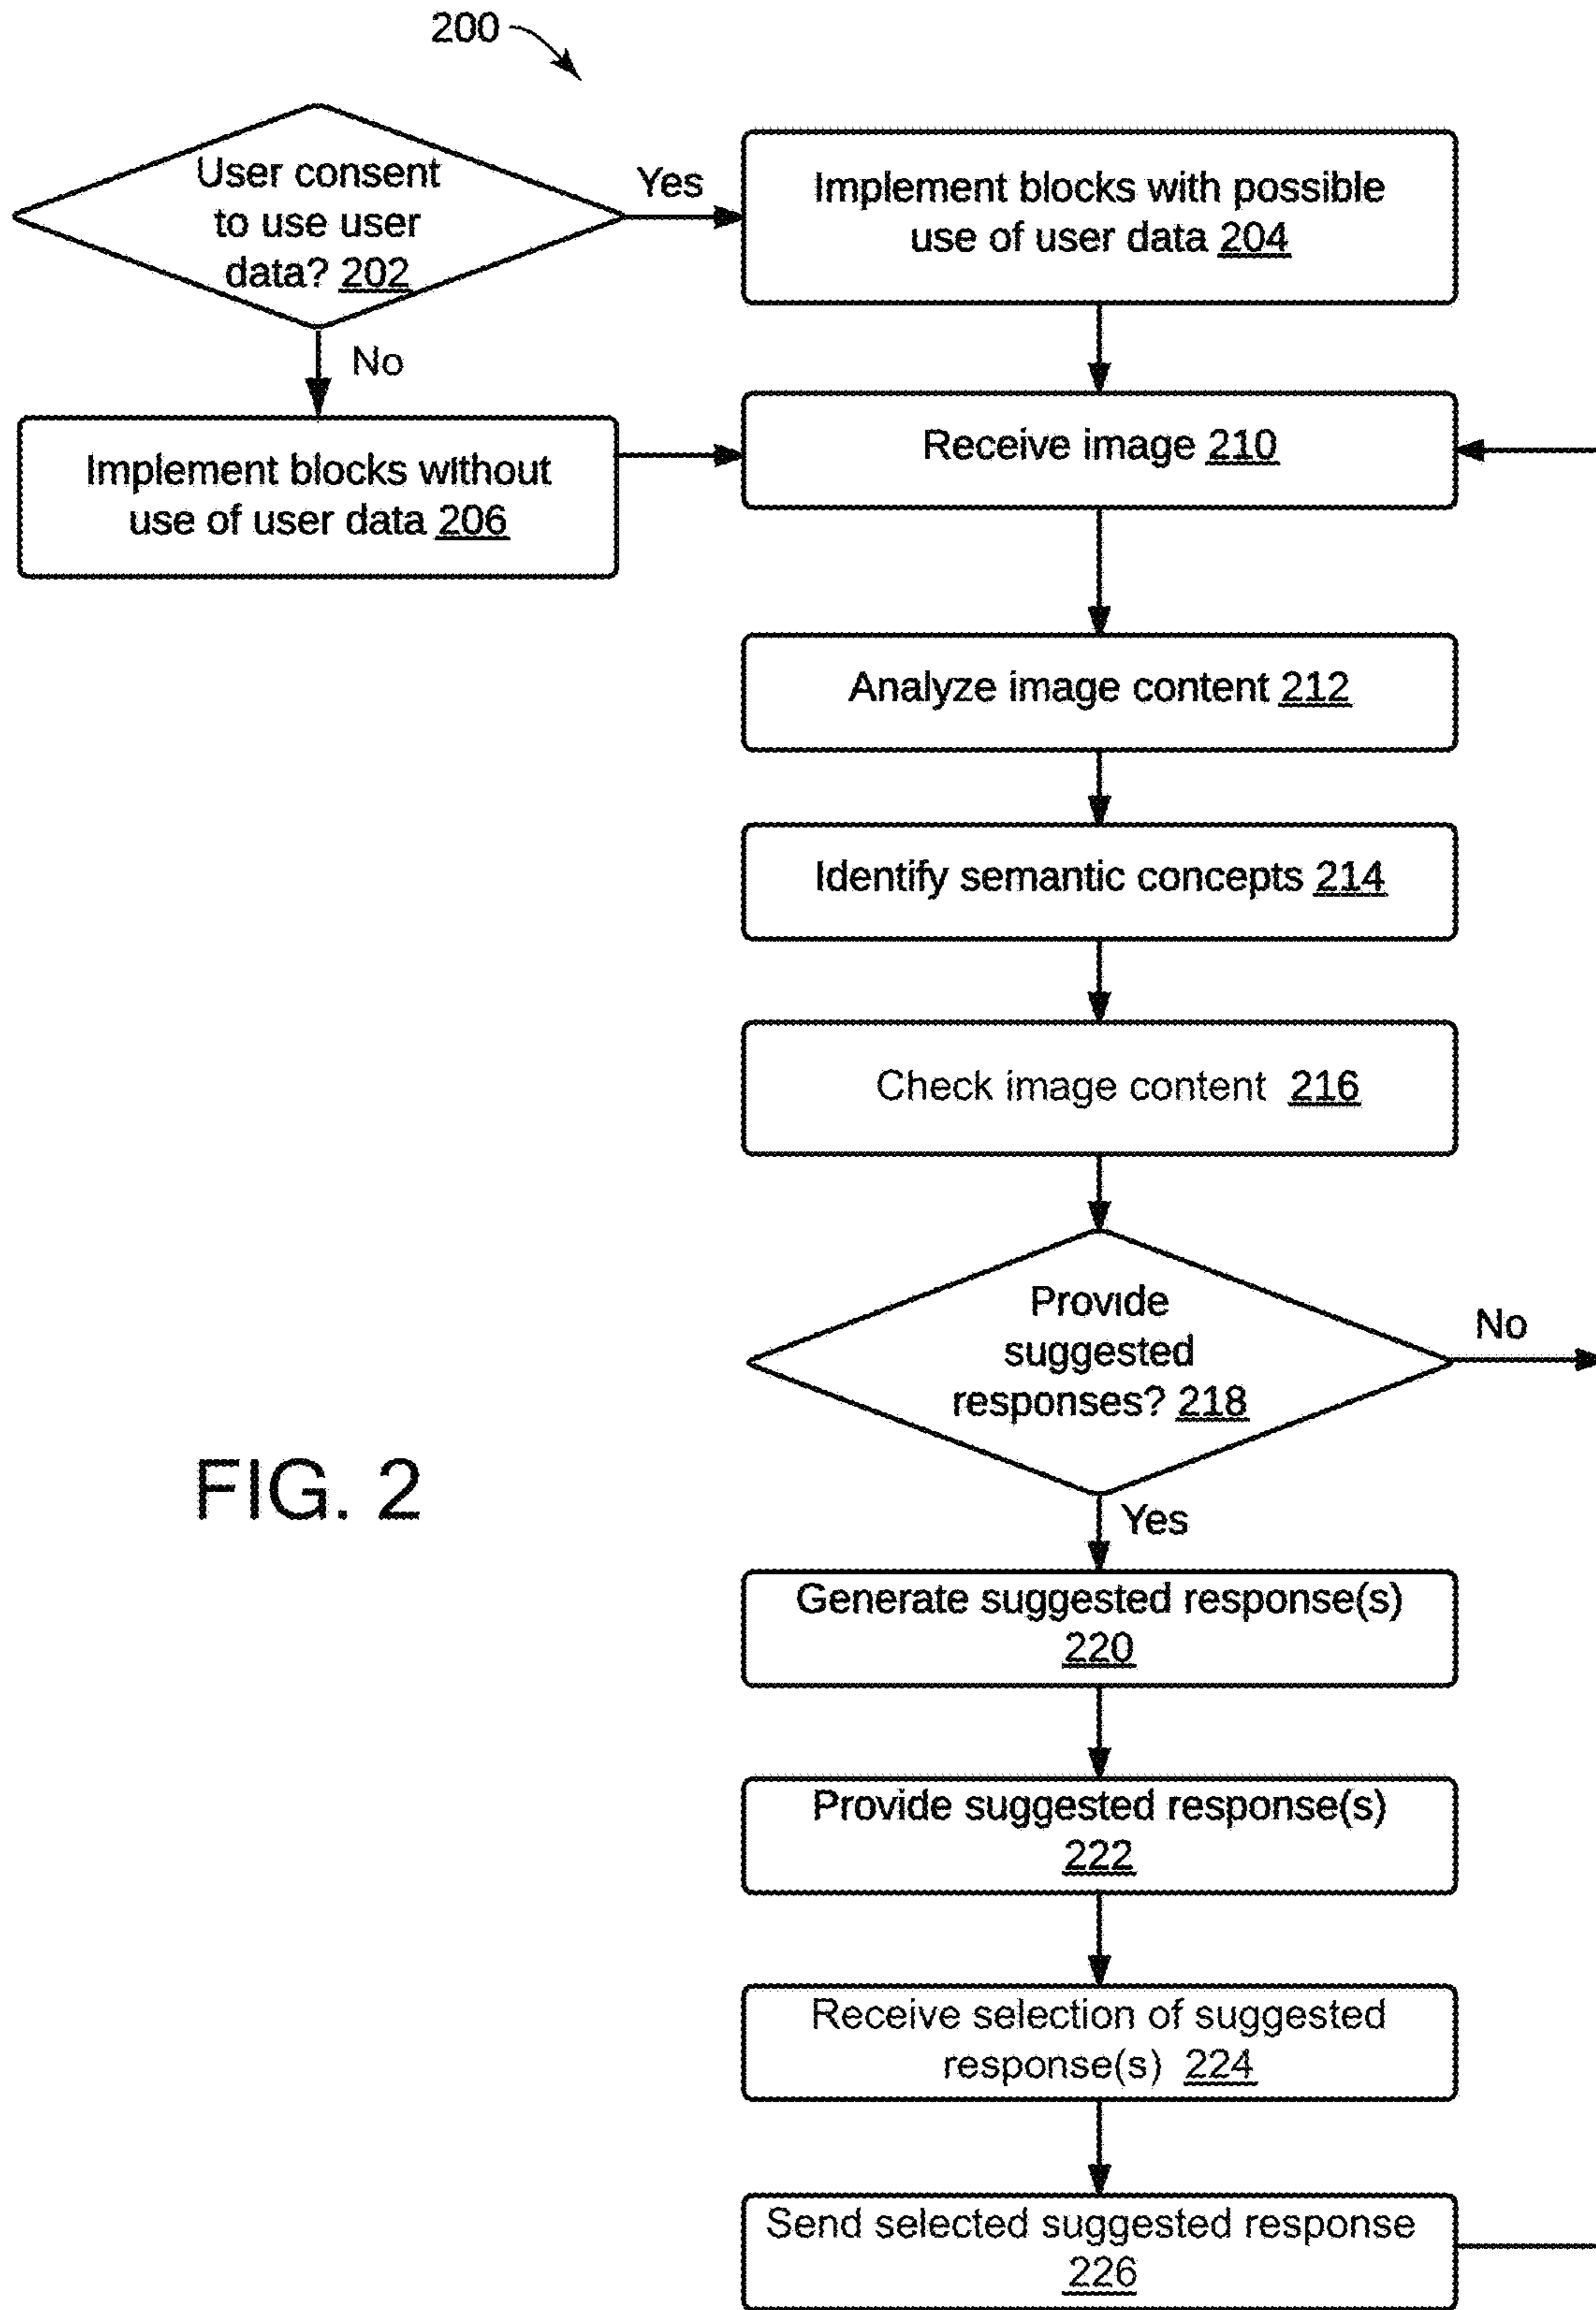 200
User consent
to use user
data? 202
Yes
No
Implement blocks with possible
use of user data 204
Implement blocks without
use of user data 206
Receive image 210
Analyze image content 212
Identify semantic concepts 214
Check image content 216
Provide
suggested
responses? 218
No
Yes
Generate suggested response(s)
220
Provide suggested response(s)
222
Receive selection of suggested
response(s) 224
Send selected suggested response
226
FIG. 2